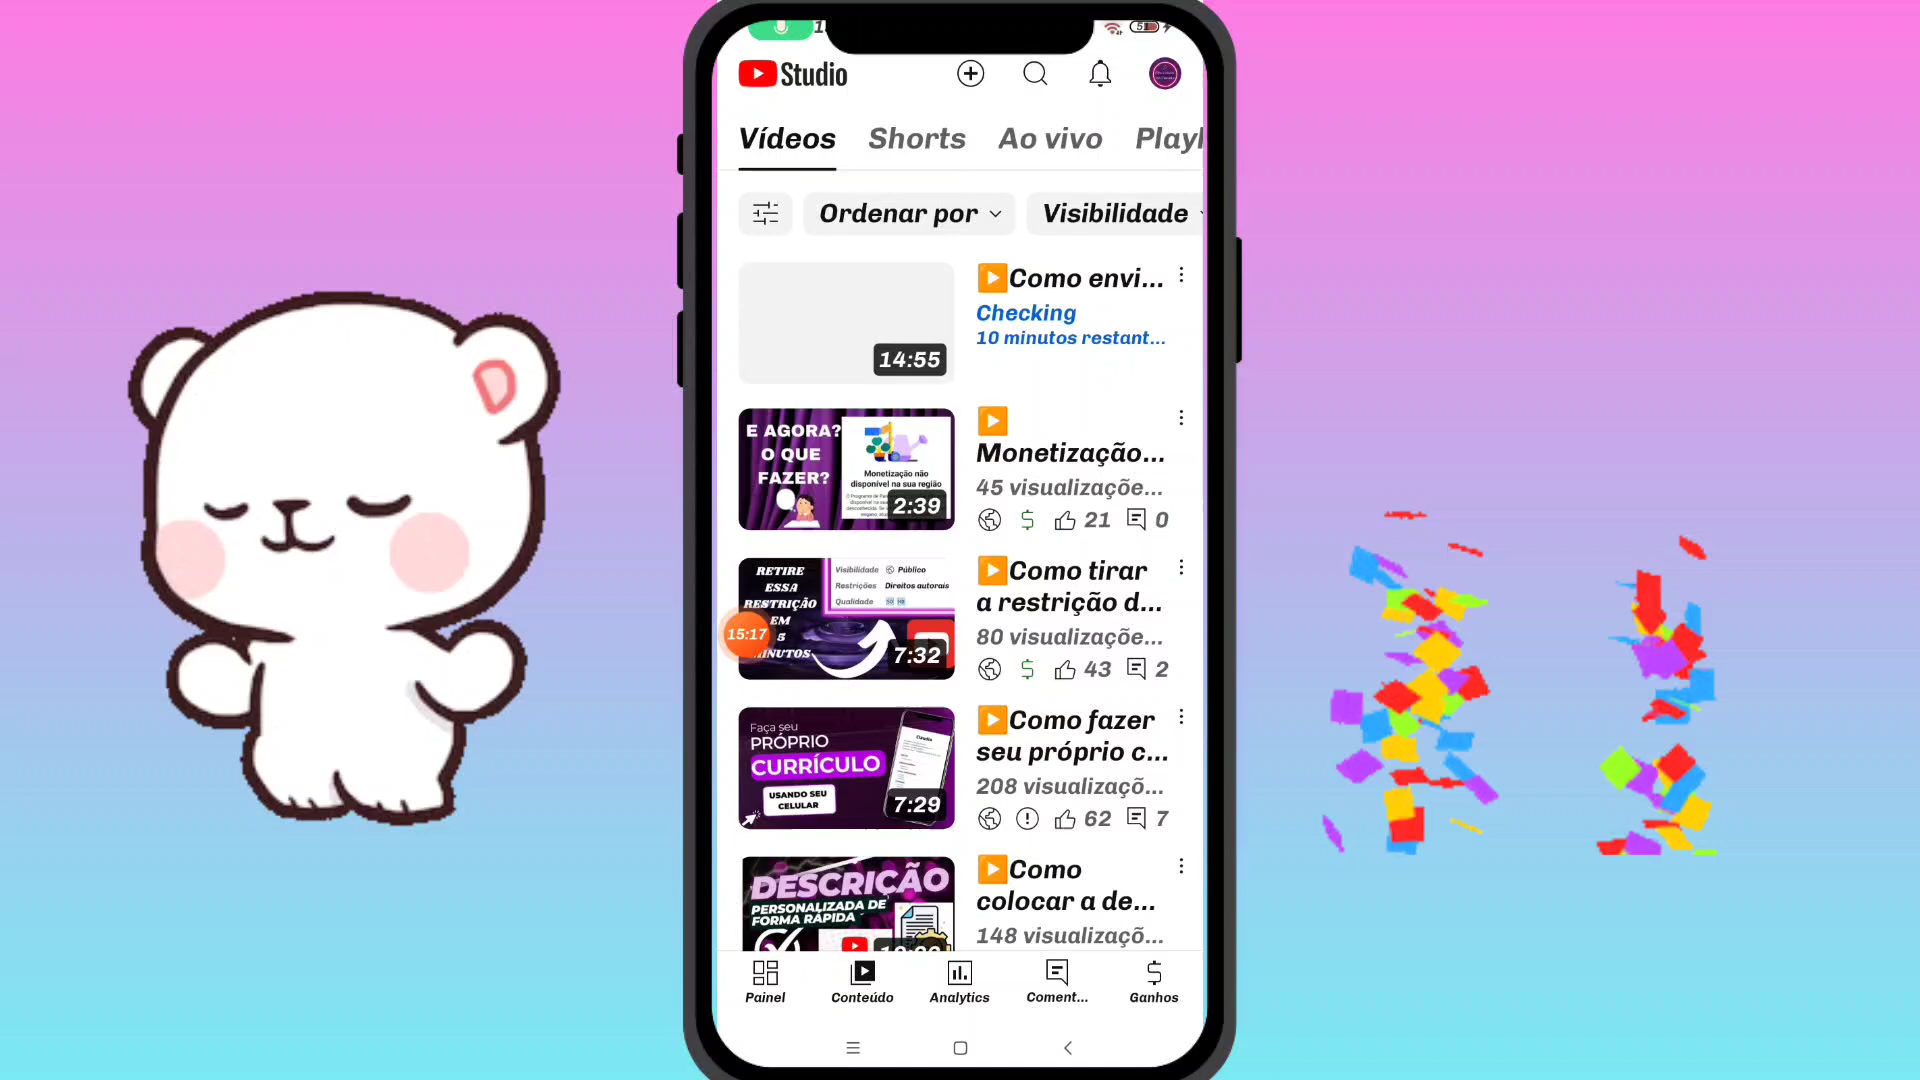 51
Studio
Vídeos Shorts Ao vivo Playl
Ordenar por Visibilidade
14:55
Como envi...
Checking
10 minutos restant...
E AGORA?
O QUE
FAZER?
Monetização não
disponível na sua região
2:39
Monetização...
45 visualizaçõe...
21 0
RETIRE
ESSA
RESTRIÇÃO
EM
5
MINUTOS
Visibilidade Público
Restrições Direitos autorais
Qualidade SD HD
15:17
7:32
Como tirar
a restrição d...
80 visualizaçõe...
43 2
Faça seu
PRÓPRIO
CURRÍCULO
USANDO SEU
CELULAR
7:29
Como fazer
seu próprio c...
208 visualizaçõ...
62 7
DESCRIÇÃO
PERSONALIZADA DE
FORMA RÁPIDA
Como
colocar a de...
148 visualizaçõ...
Painel Conteúdo Analytics Coment... Ganhos